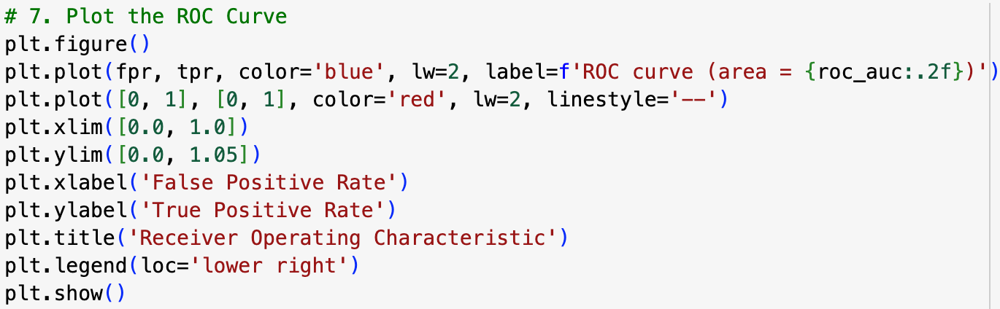 # 7. Plot the ROC Curve
plt.figure()
plt.plot(fpr, tpr, color='blue', lw=2, label=f'ROC curve (area = {roc_auc:.2f})')
plt.plot([0, 1], [0, 1], color='red', lw=2, linestyle='--')
plt.xlim([0.0, 1.0])
plt.ylim([0.0, 1.05])
plt.xlabel('False Positive Rate')
plt.ylabel('True Positive Rate')
plt.title('Receiver Operating Characteristic')
plt.legend(loc='lower right')
plt.show()